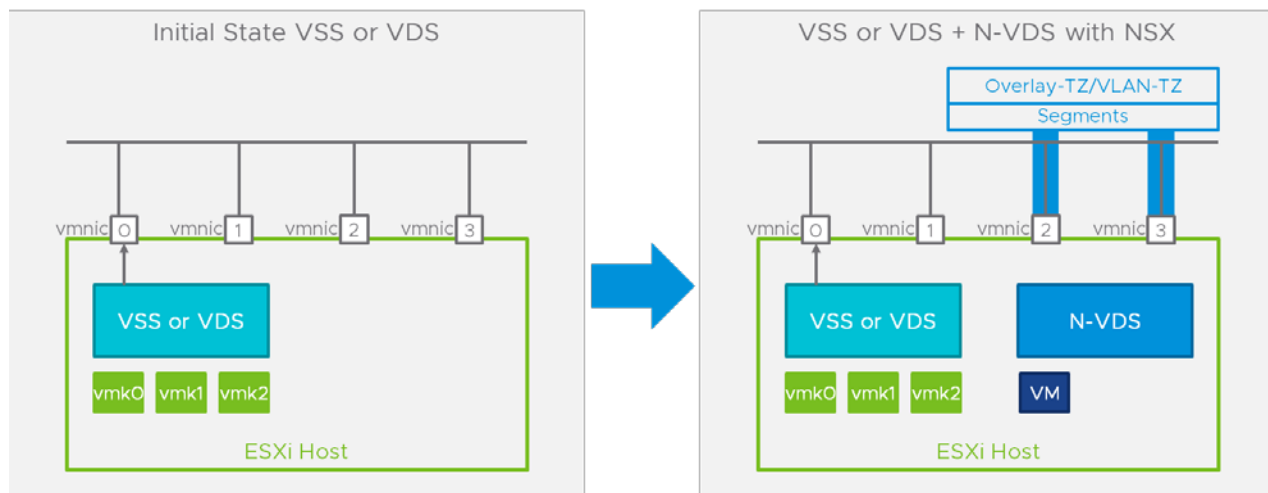 Initial State VSS or VDS
vmnic 0 vmnic 1 vmnic 2 vmnic 3
VSS or VDS
vmk0 vmk1 vmk2
ESXi Host
VSS or VDS + N-VDS with NSX
Overlay-TZ/VLAN-TZ
Segments
vmnic 0 vmnic 1 vmnic 2 vmnic 3
VSS or VDS N-VDS
vmk0 vmk1 vmk2 VM
ESXi Host